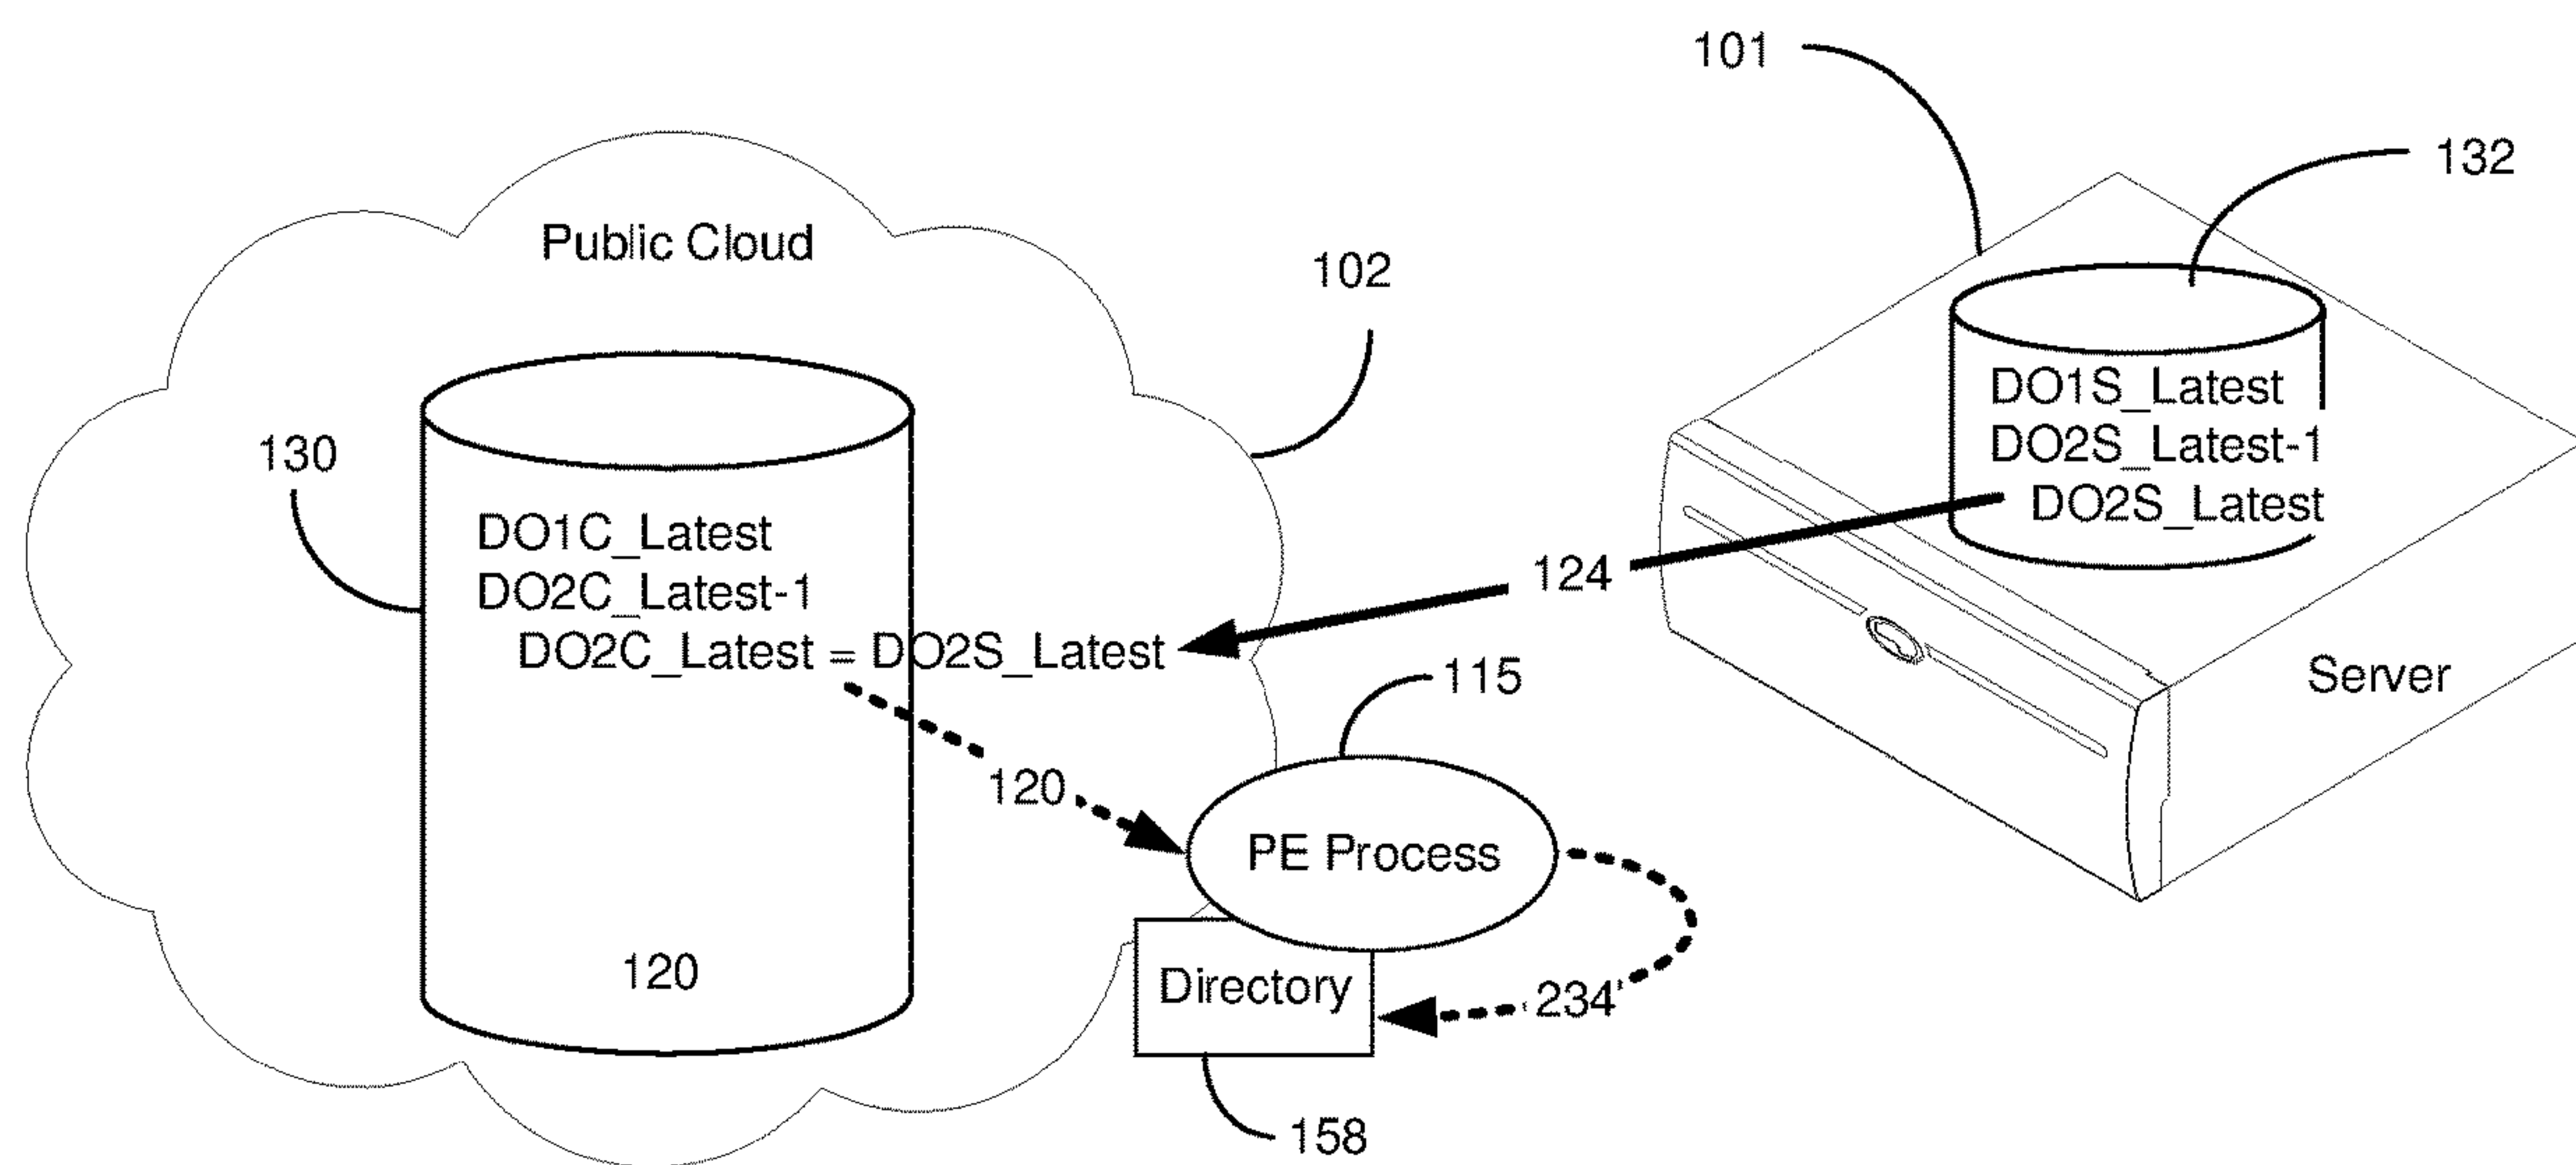 101
132
Public Cloud
102
DO1S_Latest
DO2S_Latest-1
DO2S_Latest
130
DO1C_Latest
DO2C_Latest-1
DO2C_Latest = DO2S_Latest
124
115
Server
120
PE Process
120
Directory
234'
158